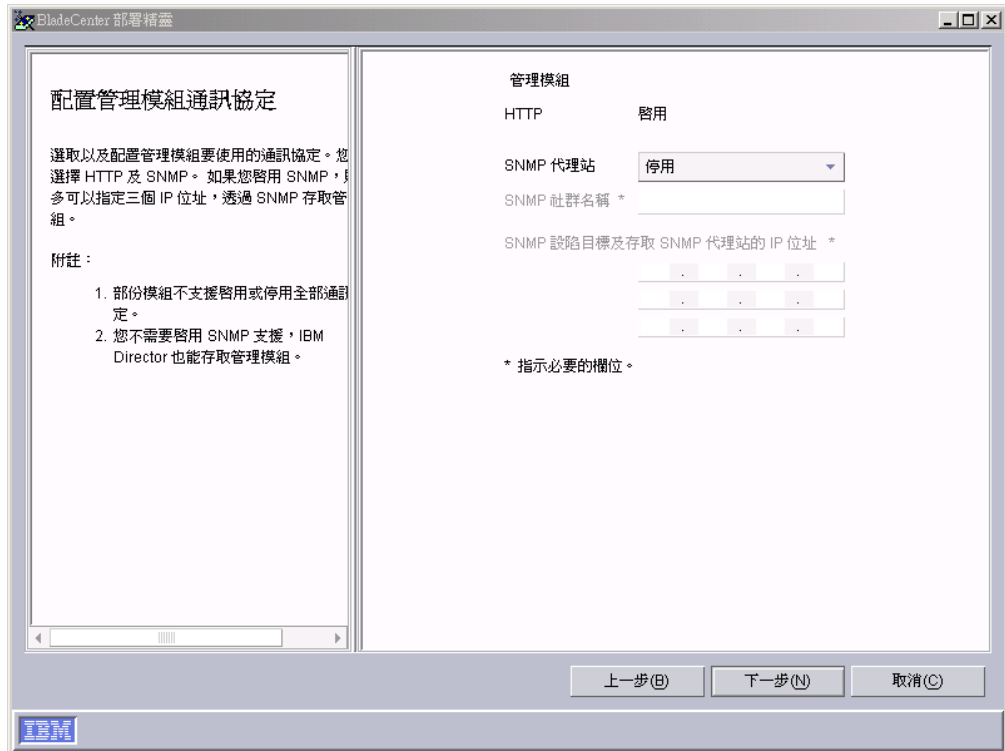 BladeCenter 部署精靈
配置管理模組通訊協定
選取以及配置管理模組要使用的通訊協定。您
選擇 HTTP 及 SNMP。 如果您啓用 SNMP,
多可以指定三個 IP 位址,透過 SNMP 存取管
組。
附註:
1. 部份模組不支援啓用或停用全部通訊
定。
2. 您不需要啓用 SNMP 支援,IBM
Director 也能存取管理模組。
管理模組
HTTP 啓用
SNMP 代理站 停用
SNMP 社群名稱 *
SNMP 設陷目標及存取 SNMP 代理站的 IP 位址 *
. . .
. . .
. . .
* 指示必要的欄位。
上一步(B) 下一步(N) 取消(C)
IBM